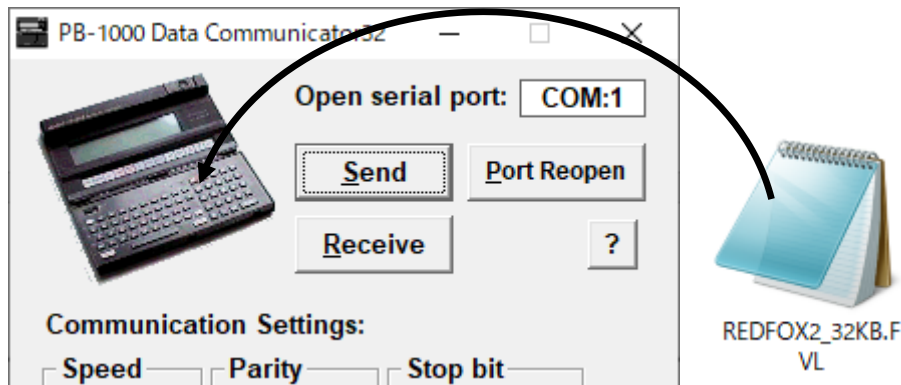 PB-1000 Data Communicator32
Open serial port: COM:1
Send Port Reopen
Receive ?
Communication Settings:
Speed Parity Stop bit
REDFOX2_32KB.F
VL